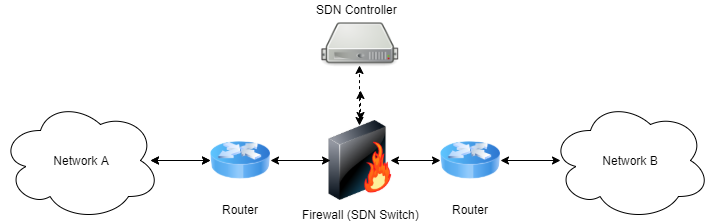 SDN Controller
Network A
Network B
Router
Firewall (SDN Switch)
Router